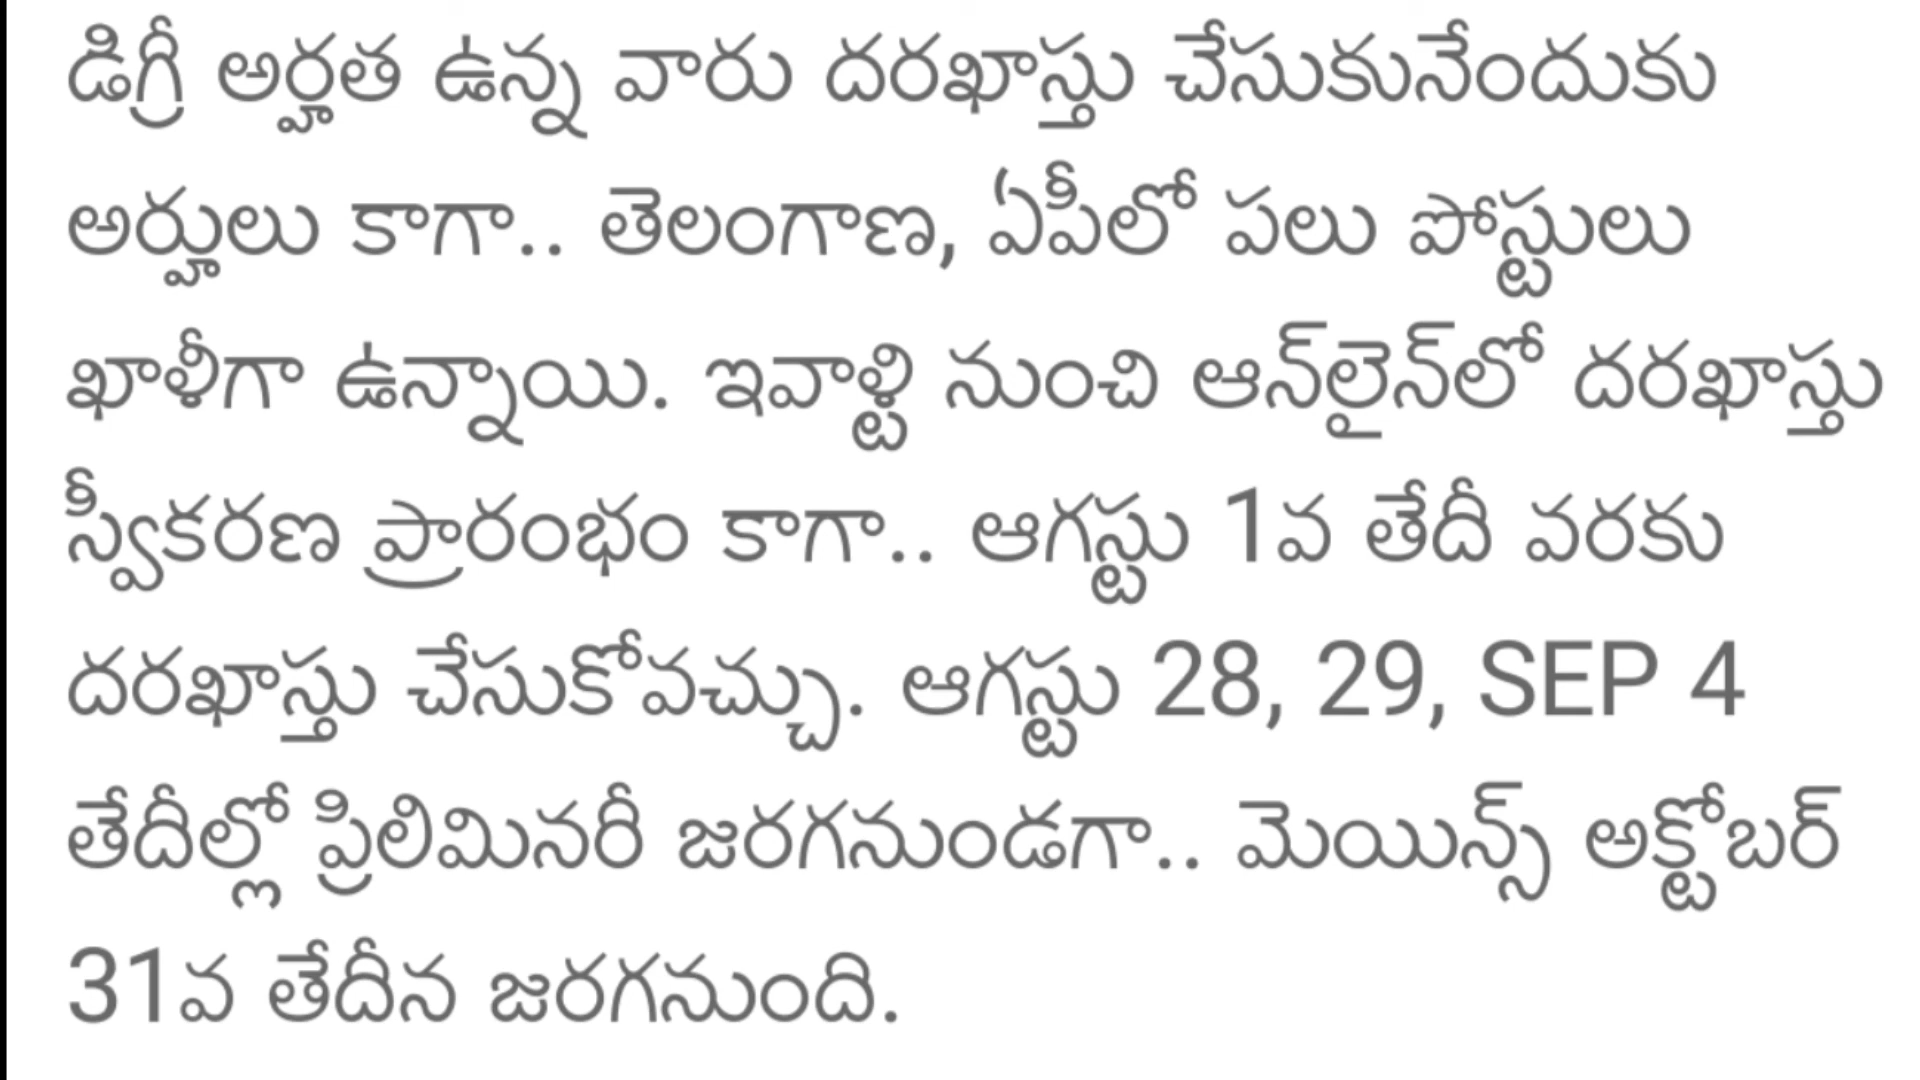 డిగ్రీ అర్హత ఉన్న వారు దరఖాస్తు చేసుకునేందుకు
అర్హులు కాగా.. తెలంగాణ, ఏపీలో పలు పోస్టులు
ఖాళీగా ఉన్నాయి. ఇవాళ్టి నుంచి ఆన్‌లైన్‌లో దరఖాస్తు
స్వీకరణ ప్రారంభం కాగా.. ఆగస్టు 1వ తేదీ వరకు
దరఖాస్తు చేసుకోవచ్చు. ఆగస్టు 28, 29, SEP 4
తేదీల్లో ప్రిలిమినరీ జరగనుండగా.. మెయిన్స్ అక్టోబర్
31వ తేదీన జరగనుంది.